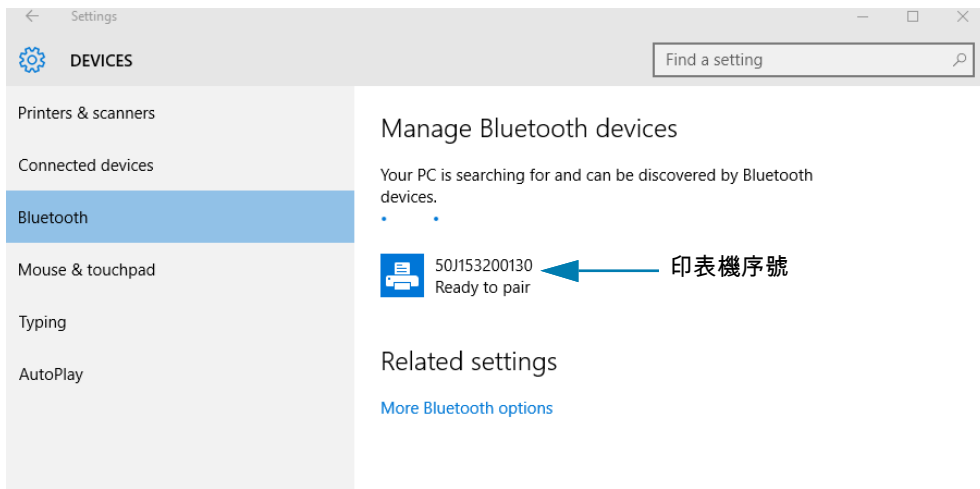 Settings
DEVICES
Find a setting
Printers & scanners
Connected devices
Bluetooth
Mouse & touchpad
Typing
AutoPlay
Manage Bluetooth devices
Your PC is searching for and can be discovered by Bluetooth
devices.
50J153200130
印表機序號
Ready to pair
Related settings
More Bluetooth options